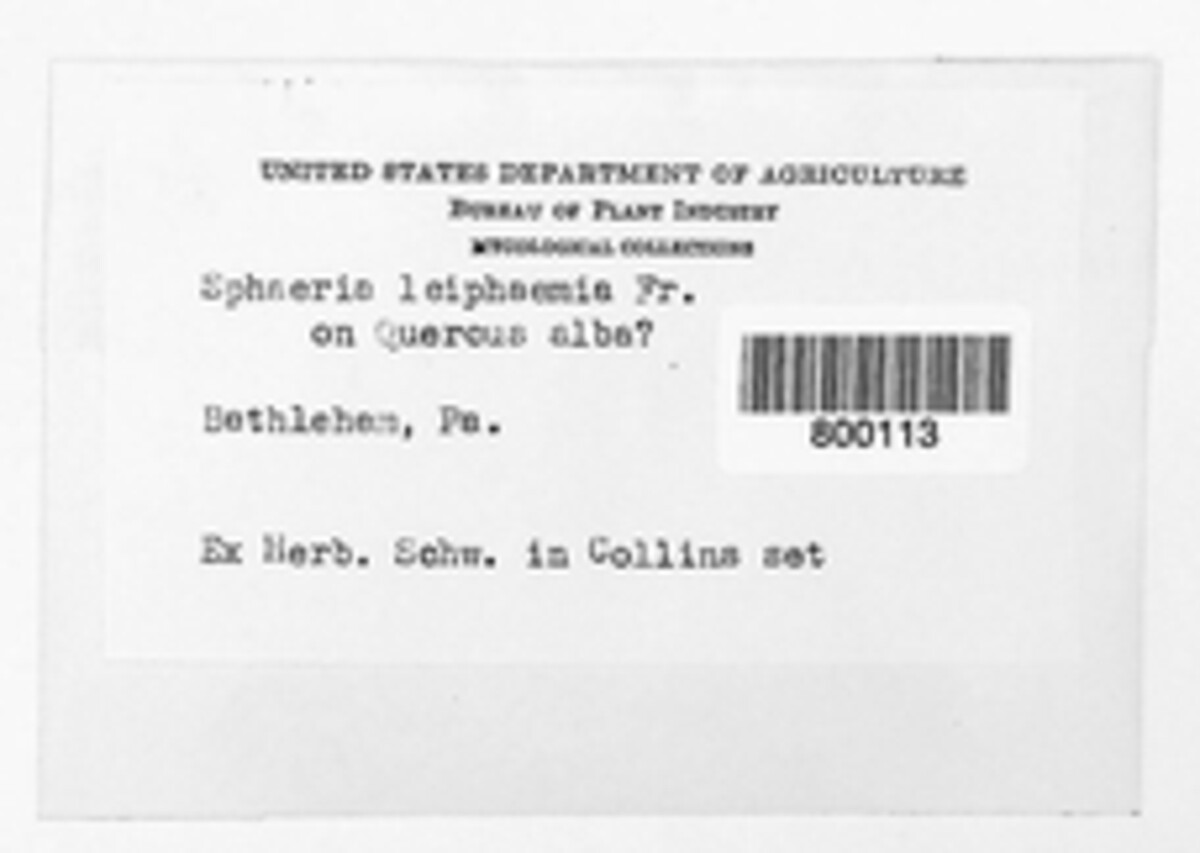 UNITED STATES DEPARTMENT OF AGRICULTURE
BUREAU OF PLANT INDUSTRY
MYCOLOGICAL COLLECTIONS
Sphaeria leiphaemia Fr.
on Quercus alba?
Bethlehem, Pa.
800113
Ex Herb. Schw. in Collins set